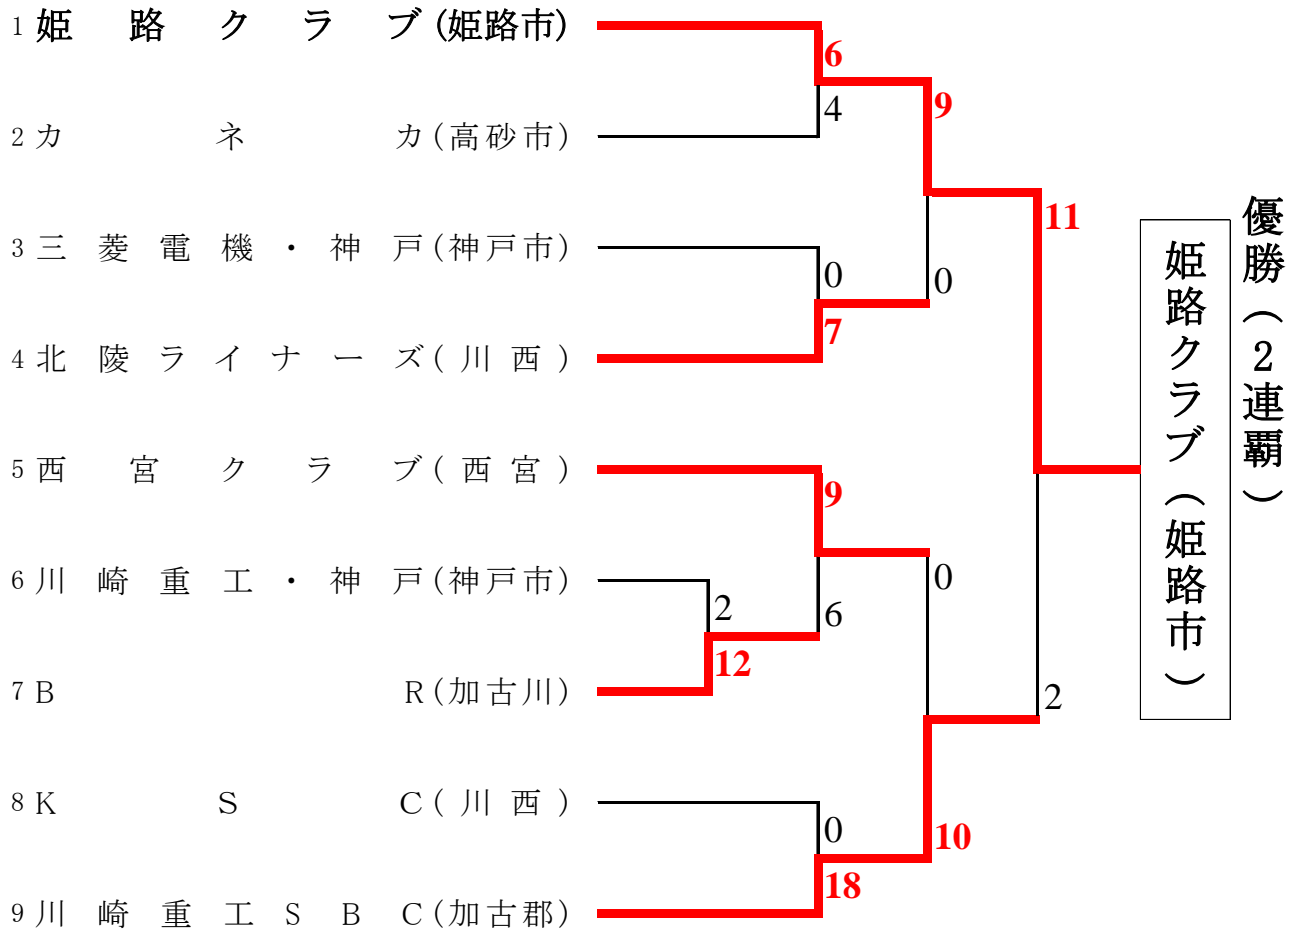 1 姫路クラブ(姫路市)
6
4
9
2 カネカ(高砂市)
3 三菱電機・神戸(神戸市)
0
7
0
11
4 北陵ライナーズ(川西)
5 西宮クラブ(西宮)
9
6 川崎重工・神戸(神戸市)
2
12
6
0
7 BR(加古川)
2
8 KSC(川西)
0
18
10
9 川崎重工SBC(加古郡)
姫路クラブ(姫路市)
優勝(2連覇)